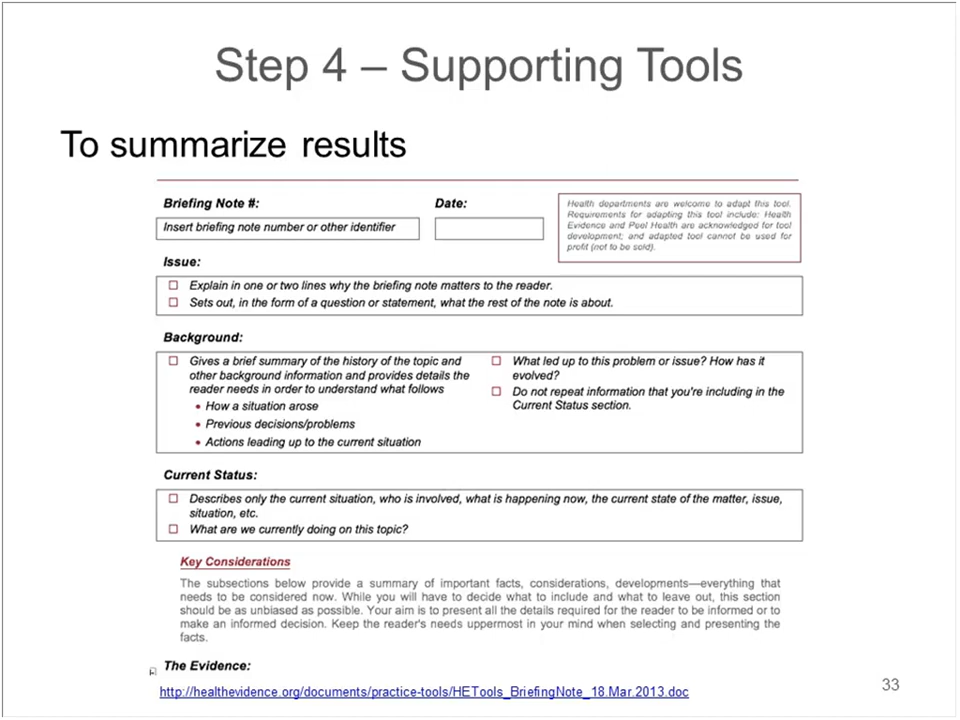 Step 4 – Supporting Tools
To summarize results
Briefing Note #:
Insert briefing note number or other identifier
Date:
Health departments are welcome to adapt this tool.
Requirements for adapting this tool include: Health
Evidence and Peel Health are acknowledged for tool
development; and adapted tool cannot be used for
profit (not to be sold).
Issue:
Explain in one or two lines why the briefing note matters to the reader.
Sets out, in the form of a question or statement, what the rest of the note is about.
Background:
Gives a brief summary of the history of the topic and
other background information and provides details the
reader needs in order to understand what follows
• How a situation arose
• Previous decisions/problems
• Actions leading up to the current situation
What led up to this problem or issue? How has it
evolved?
Do not repeat information that you're including in the
Current Status section.
Current Status:
Describes only the current situation, who is involved, what is happening now, the current state of the matter, issue,
situation, etc.
What are we currently doing on this topic?
Key Considerations
The subsections below provide a summary of important facts, considerations, developments—everything that
needs to be considered now. While you will have to decide what to include and what to leave out, this section
should be as unbiased as possible. Your aim is to present all the details required for the reader to be informed or to
make an informed decision. Keep the reader's needs uppermost in your mind when selecting and presenting the
facts.
The Evidence:
http://healthevidence.org/documents/practice-tools/HETools_BriefingNote_18.Mar.2013.doc
33